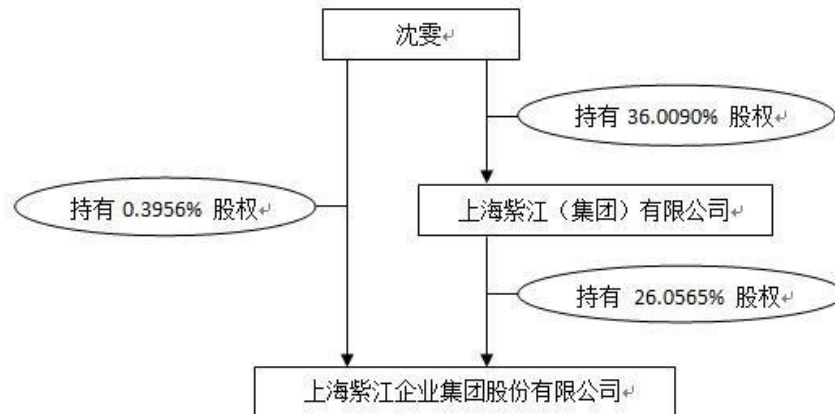 沈雯
持有 36.0090% 股权
持有 0.3956% 股权
上海紫江（集团）有限公司
持有 26.0565% 股权
上海紫江企业集团股份有限公司